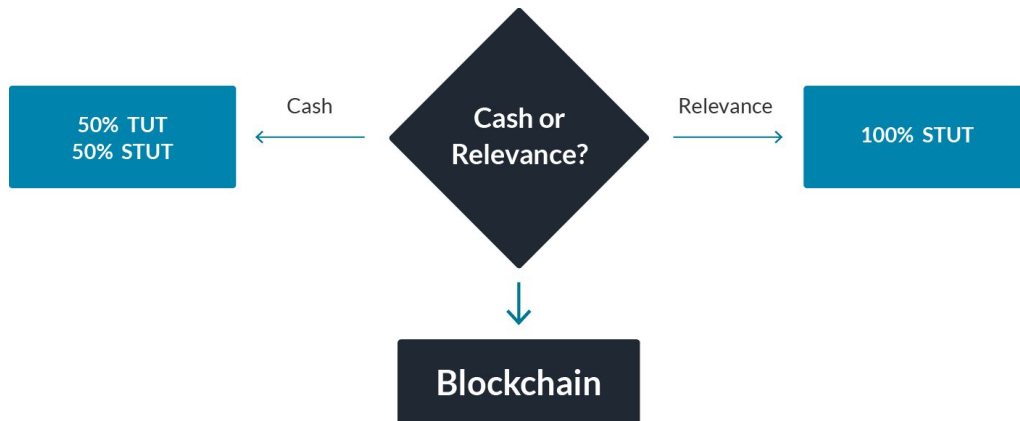 Cash
Cash or
Relevance?
Relevance
50% TUT
50% STUT
100% STUT
Blockchain